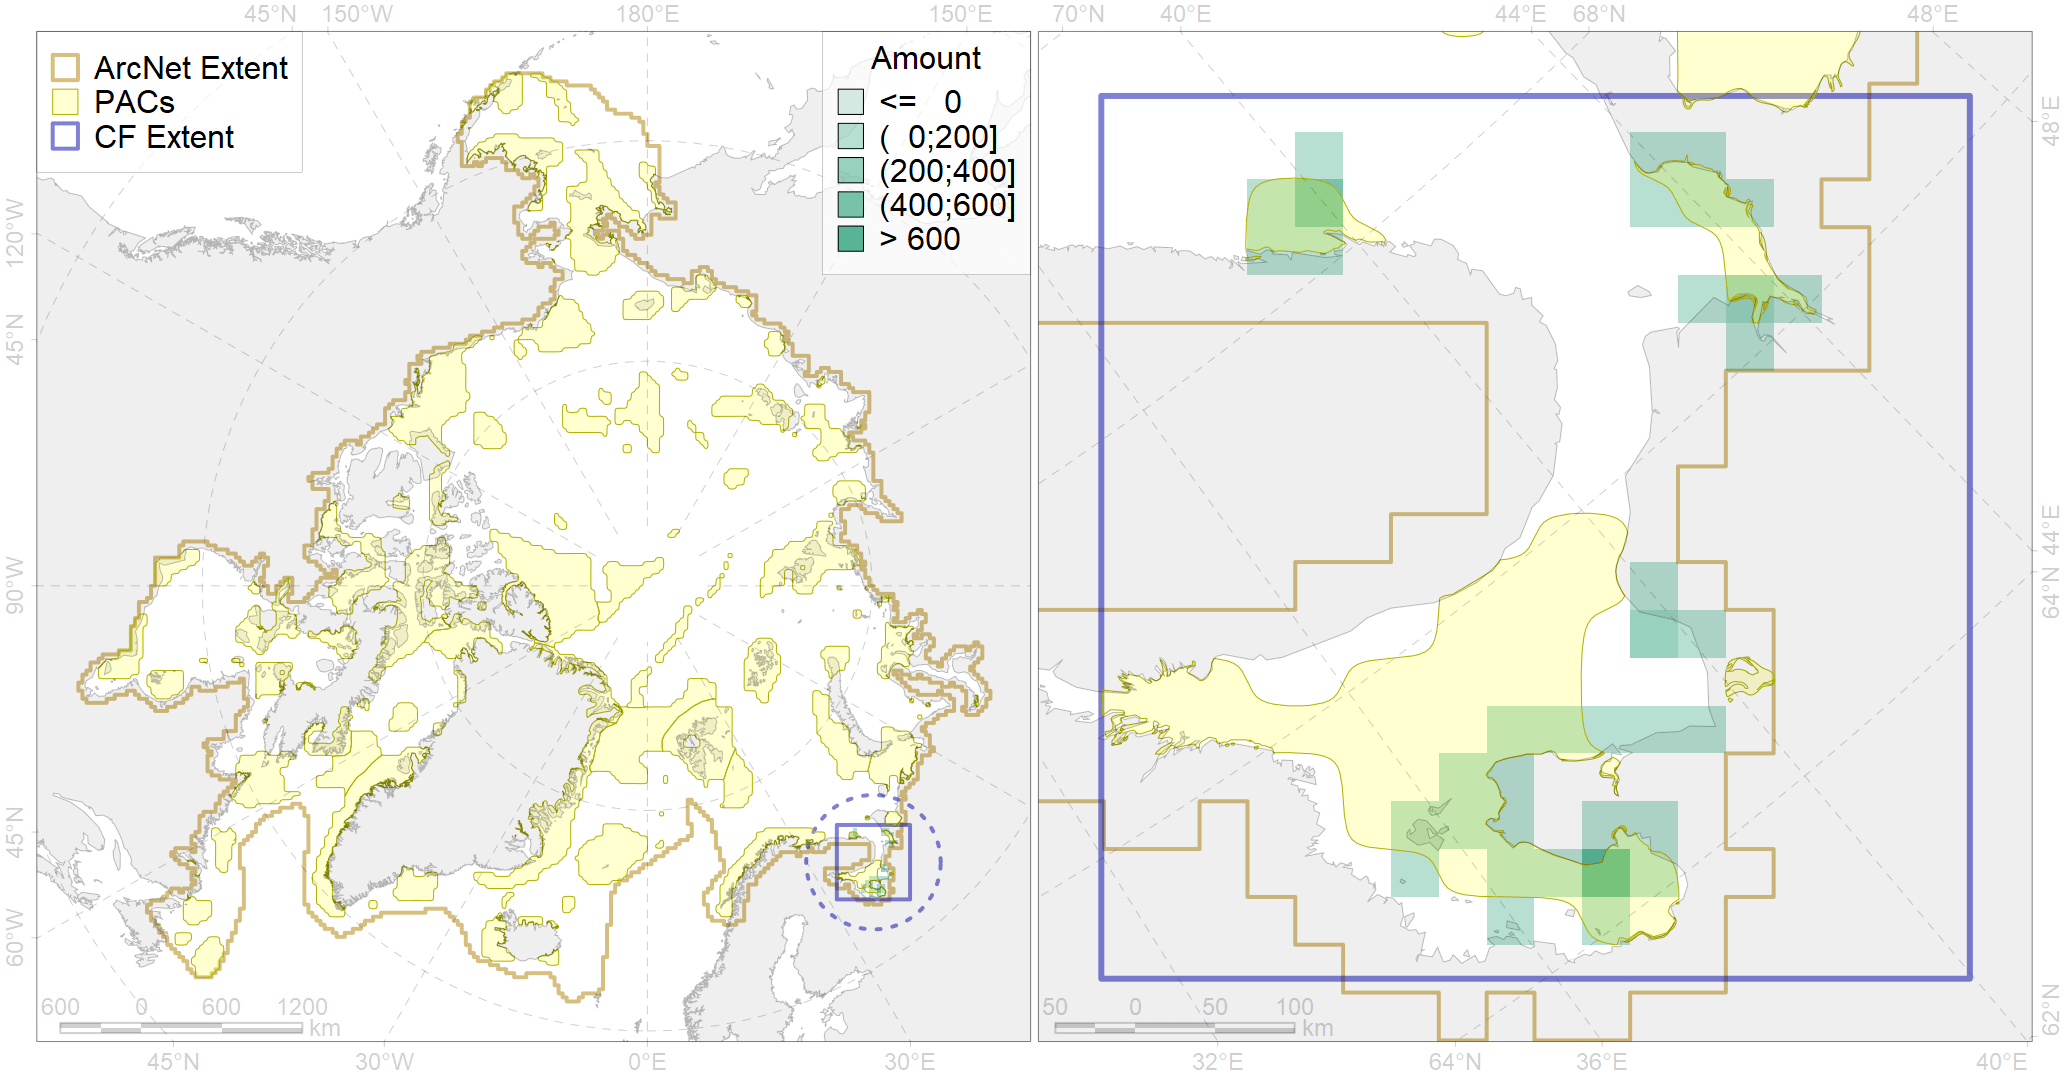 45°N 150°W 180°E 150°E 70°N 40°E 44°E 68°N 48°E
ArcNet Extent
PACs
CF Extent
Amount
<= 0
( 0;200]
(200;400]
(400;600]
> 600
120°W
45°N
90°W
45°N
60°W
48°E
44°E
64°N
62°N
600 0 600 1200
km
50 0 50 100
km
45°N 30°W 0°E 30°E 32°E 64°N 36°E 40°E